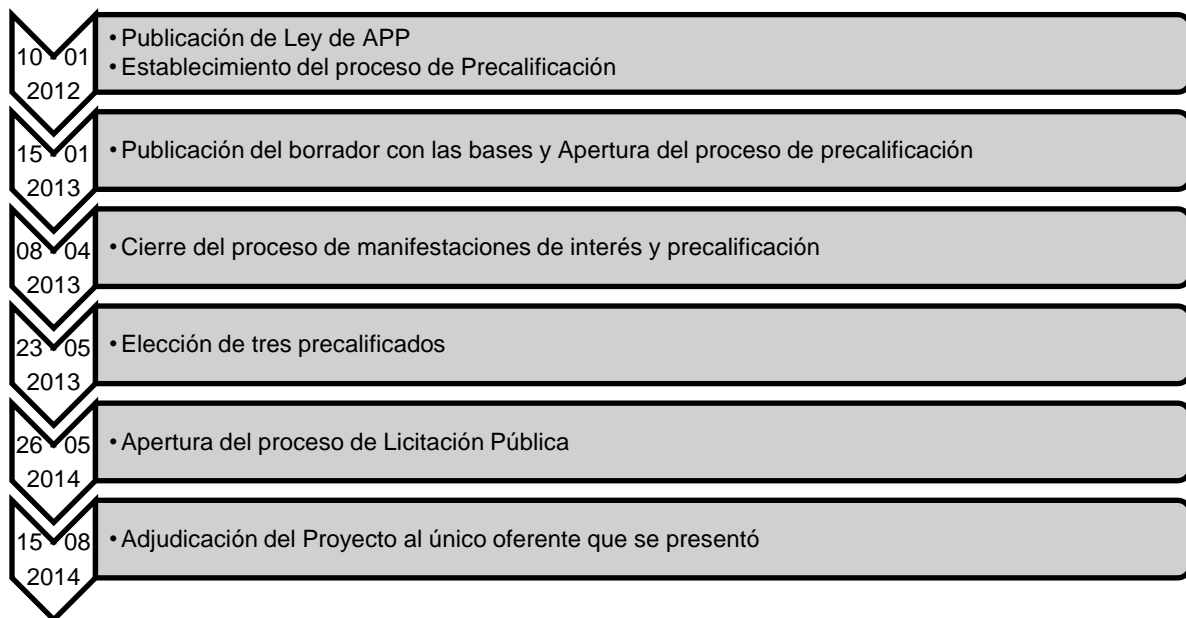 10 - 01
2012
• Publicación de Ley de APP
• Establecimiento del proceso de Precalificación
15 - 01
2013
• Publicación del borrador con las bases y Apertura del proceso de precalificación
08 - 04
2013
• Cierre del proceso de manifestaciones de interés y precalificación
23 - 05
2013
• Elección de tres precalificados
26 - 05
2014
• Apertura del proceso de Licitación Pública
15 - 08
2014
• Adjudicación del Proyecto al único oferente que se presentó